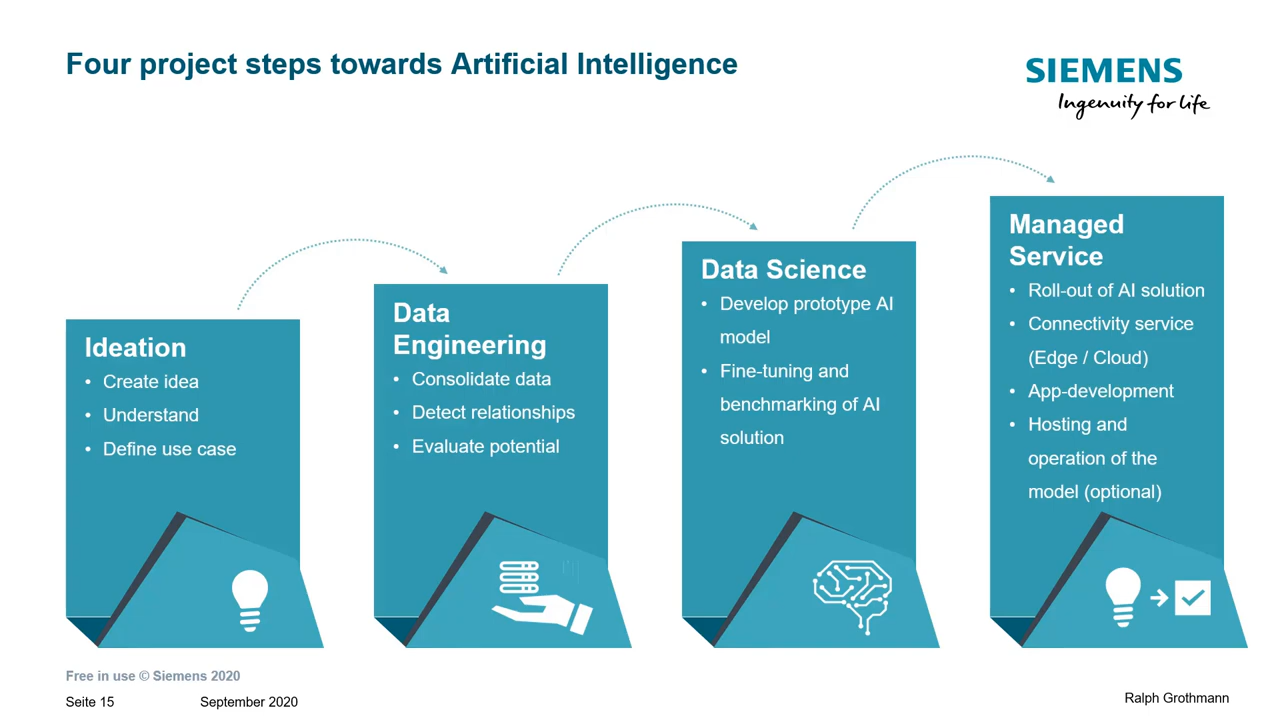 Four project steps towards Artificial Intelligence
SIEMENS
Ingenuity for life
Ideation
• Create idea
• Understand
• Define use case
Data
Engineering
• Consolidate data
• Detect relationships
• Evaluate potential
Data Science
• Develop prototype AI
model
• Fine-tuning and
benchmarking of AI
solution
Managed
Service
• Roll-out of AI solution
• Connectivity service
(Edge / Cloud)
• App-development
• Hosting and
operation of the
model (optional)
Free in use © Siemens 2020
Seite 15 September 2020
Ralph Grothmann